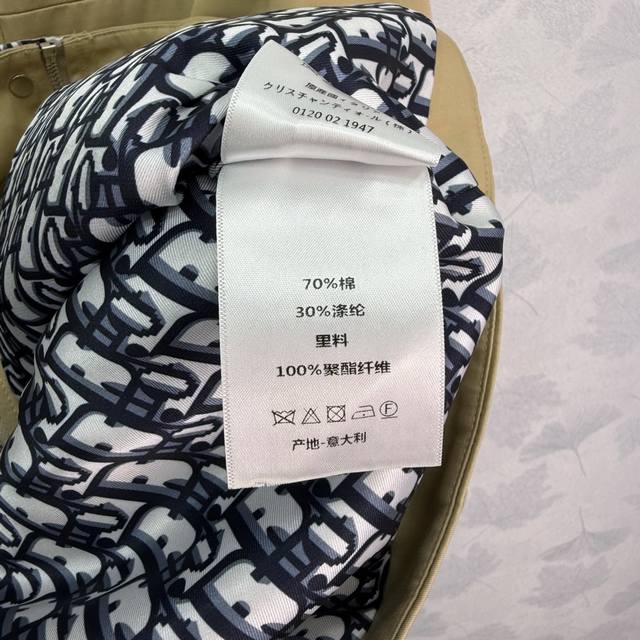 クリスチャンディオール(株)
0120 02 1947
70%棉
30%涤纶
里料
100%聚酯纤维
产地-意大利